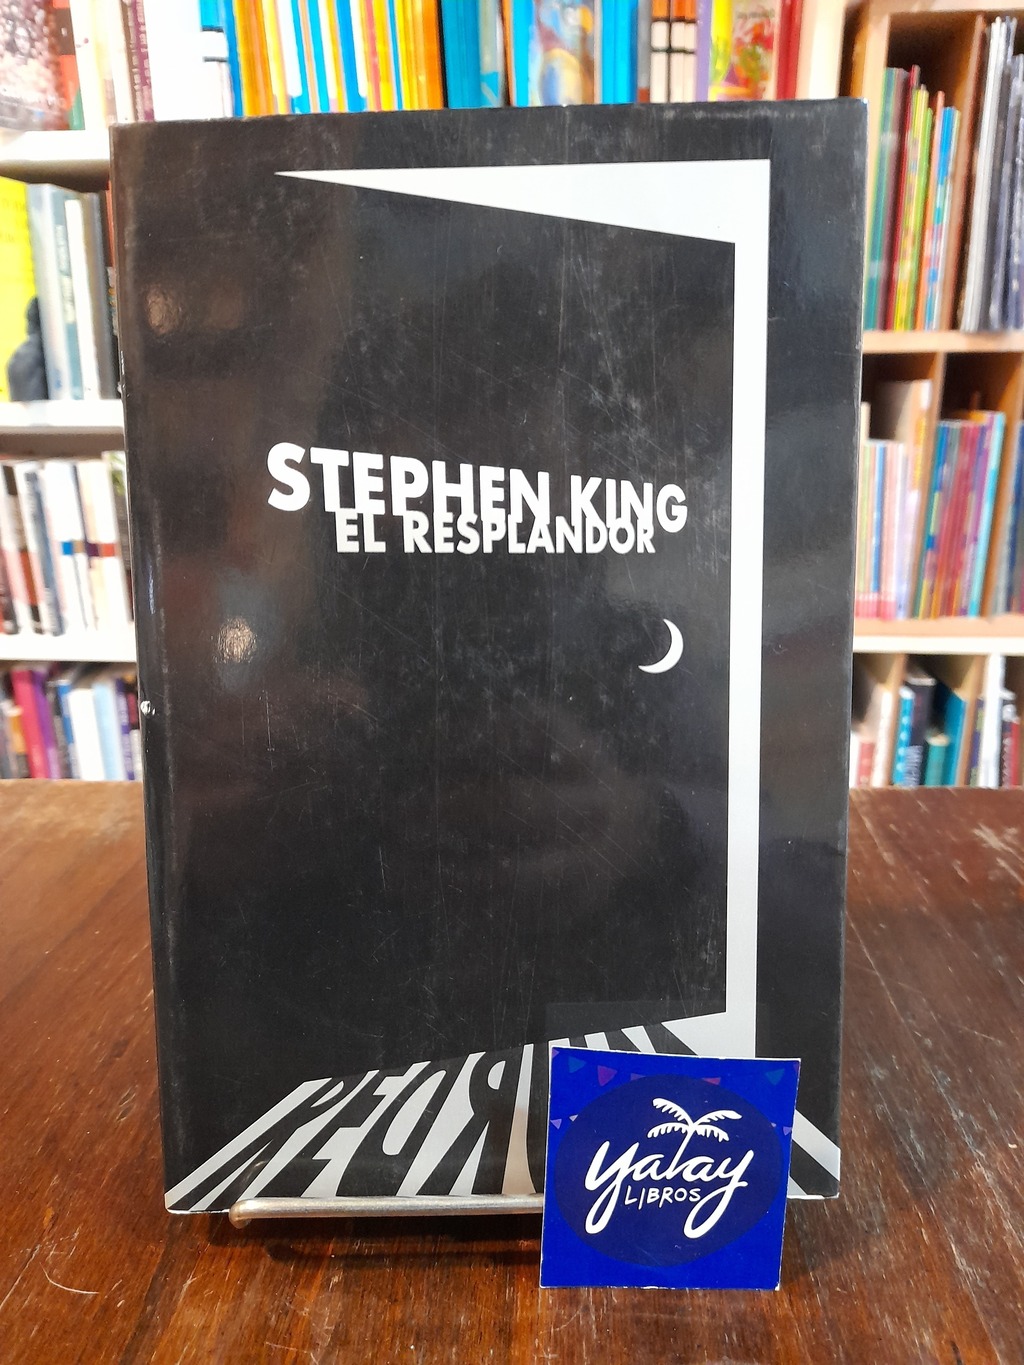 STEPHEN KING
EL RESPLANDOR
yatay
LIBROS